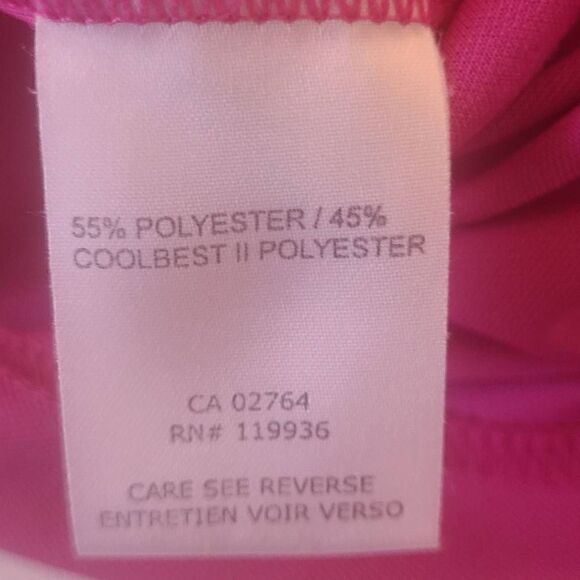 55% POLYESTER / 45%
COOLBEST II POLYESTER
CA 02764
RN# 119936
CARE SEE REVERSE
ENTRETIEN VOIR VERSO